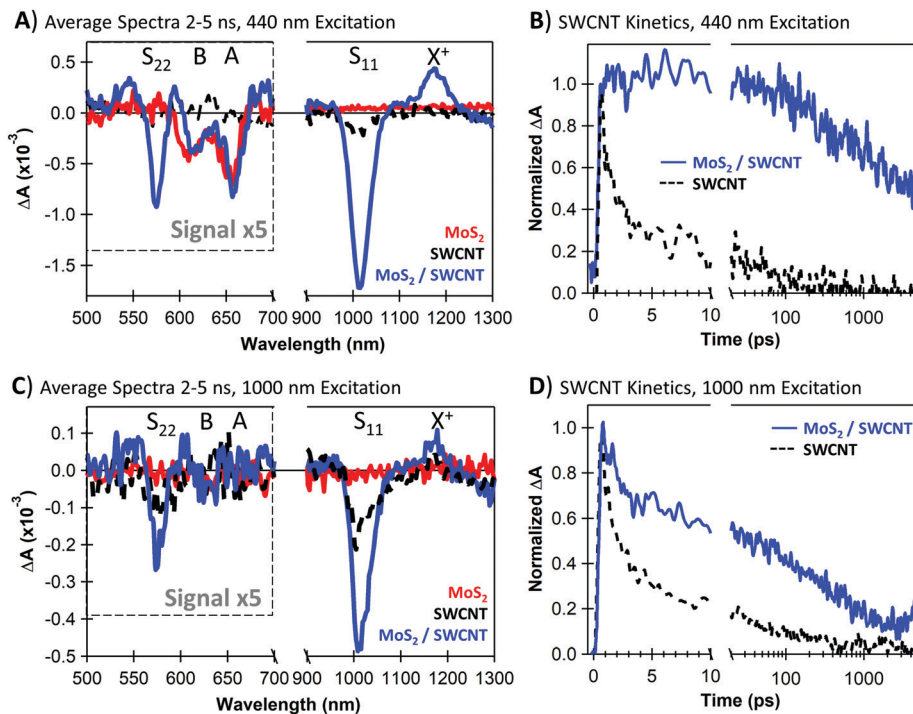 A) Average Spectra 2-5 ns, 440 nm Excitation
S22 B A S11 X+
0.5
0.0
-0.5
-1.0
-1.5
ΔA (x10-3)
Signal x5
MoS2
SWCNT
MoS2 / SWCNT
500 550 600 650 700 900 1000 1100 1200 1300
Wavelength (nm)
B) SWCNT Kinetics, 440 nm Excitation
1.0
0.8
0.6
0.4
0.2
0.0
Normalized ΔA
MoS2 / SWCNT
SWCNT
0 5 10 100 1000
Time (ps)
C) Average Spectra 2-5 ns, 1000 nm Excitation
S22 B A S11 X+
0.1
0.0
-0.1
-0.2
-0.3
-0.4
-0.5
ΔA (x10-3)
Signal x5
MoS2
SWCNT
MoS2 / SWCNT
500 550 600 650 700 900 1000 1100 1200 1300
Wavelength (nm)
D) SWCNT Kinetics, 1000 nm Excitation
1.0
0.8
0.6
0.4
0.2
0.0
Normalized ΔA
MoS2 / SWCNT
SWCNT
0 5 10 100 1000
Time (ps)